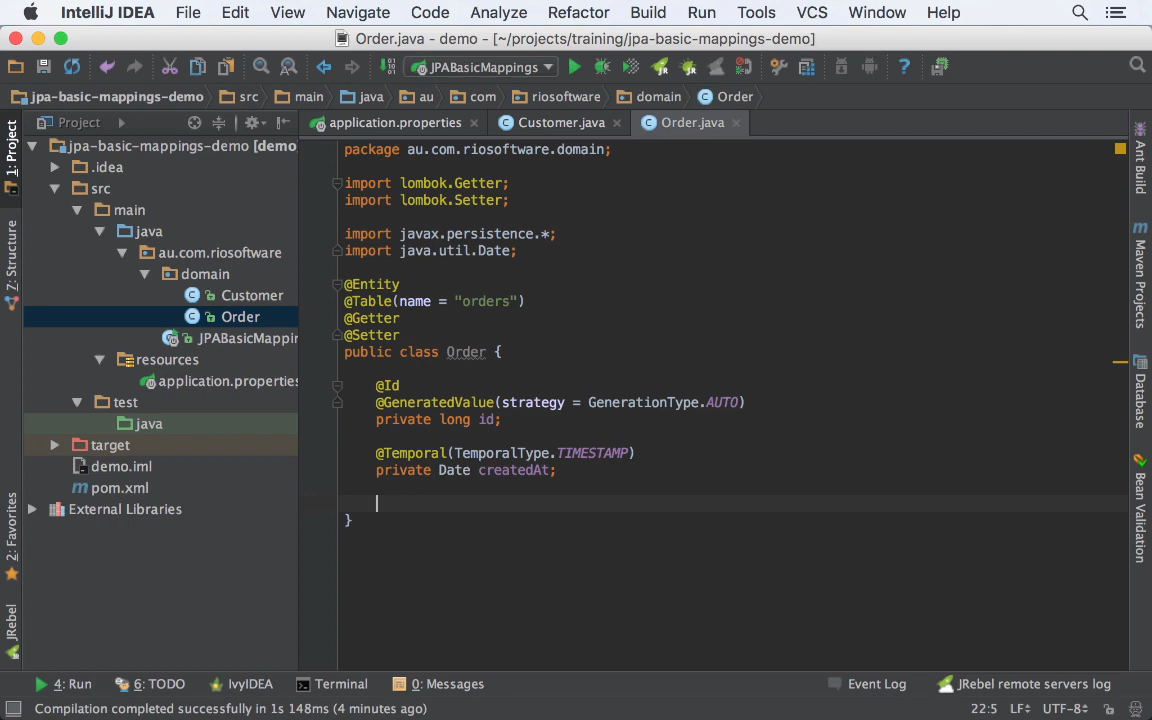 IntelliJ IDEA File Edit View Navigate Code Analyze Refactor Build Run Tools VCS Window Help
Order.java - demo - [~/projects/training/jpa-basic-mappings-demo]
JPABasicMappings
jpa-basic-mappings-demo src main java au com riosoftware domain Order
Project
application.properties Customer.java Order.java
1: Project
Z: Structure
2: Favorites
JRebel
jpa-basic-mappings-demo [demo
.idea
src
main
java
au.com.riosoftware
domain
Customer
Order
JPABasicMappin
resources
application.properties
test
java
target
demo.iml
pom.xml
External Libraries
package au.com.riosoftware.domain;
import lombok.Getter;
import lombok.Setter;
import javax.persistence.*;
import java.util.Date;
@Entity
@Table(name = "orders")
@Getter
@Setter
public class Order {
@Id
@GeneratedValue(strategy = GenerationType.AUTO)
private long id;
@Temporal(TemporalType.TIMESTAMP)
private Date createdAt;
}
Ant Build
Maven Projects
Database
Bean Validation
4: Run 6: TODO IvyIDEA Terminal 0: Messages Event Log JRebel remote servers log
Compilation completed successfully in 1s 148ms (4 minutes ago) 22:5 LF UTF-8